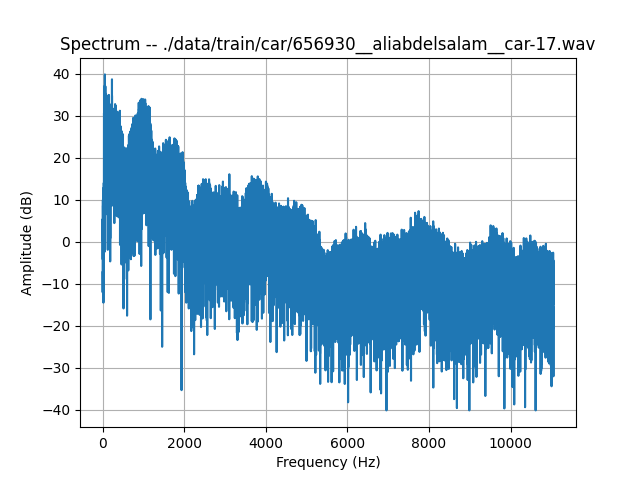 Spectrum -- ./data/train/car/656930__aliabdelsalam__car-17.wav
40
30
20
10
0
−10
−20
−30
−40
Amplitude (dB)
0 2000 4000 6000 8000 10000
Frequency (Hz)